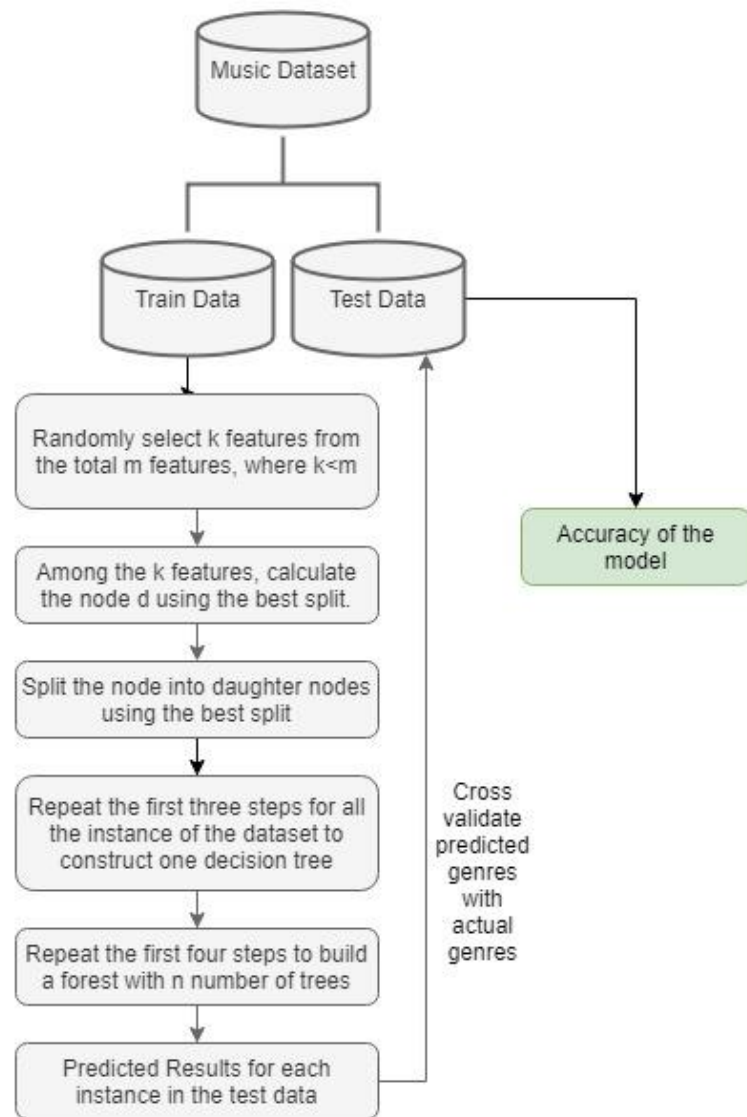 Music Dataset
Train Data
Test Data
Randomly select k features from
the total m features, where k<m
Among the k features, calculate
the node d using the best split.
Split the node into daughter nodes
using the best split
Repeat the first three steps for all
the instance of the dataset to
construct one decision tree
Repeat the first four steps to build
a forest with n number of trees
Predicted Results for each
instance in the test data
Cross
validate
predicted
genres
with
actual
genres
Accuracy of the
model